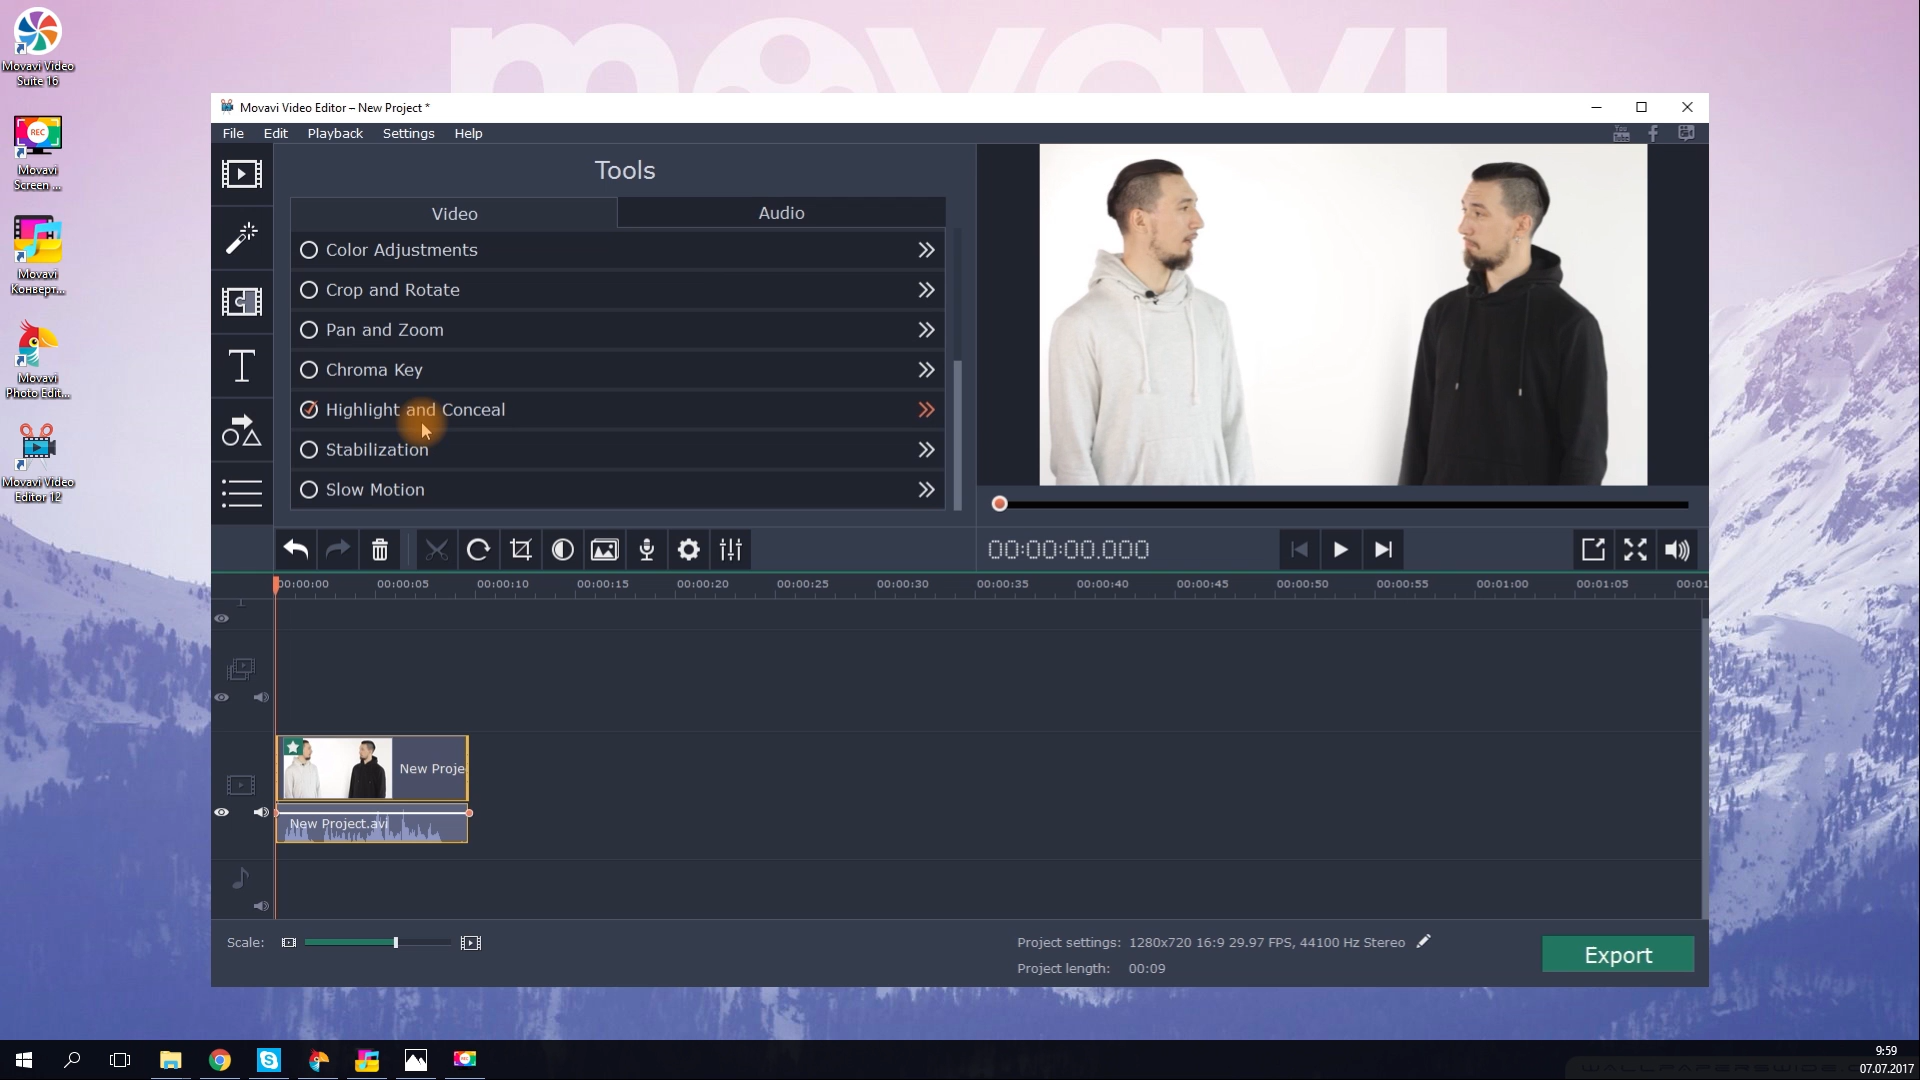 movavi
Movavi Video
Suite 16
Movavi
Screen ...
Movavi
Конверт...
Movavi
Photo Edit...
Movavi Video
Editor 12
REC
Movavi Video Editor – New Project *
File Edit Playback Settings Help
You
Tools
Video Audio
Color Adjustments
Crop and Rotate
Pan and Zoom
Chroma Key
Highlight and Conceal
Stabilization
Slow Motion
00:00:00.000
00:00:00 00:00:05 00:00:10 00:00:15 00:00:20 00:00:25 00:00:30 00:00:35 00:00:40 00:00:45 00:00:50 00:00:55 00:01:00 00:01:05 00:01
New Proje
New Project.avi
Scale:
Project settings: 1280x720 16:9 29.97 FPS, 44100 Hz Stereo
Project length: 00:09
Export
9:59
07.07.2017